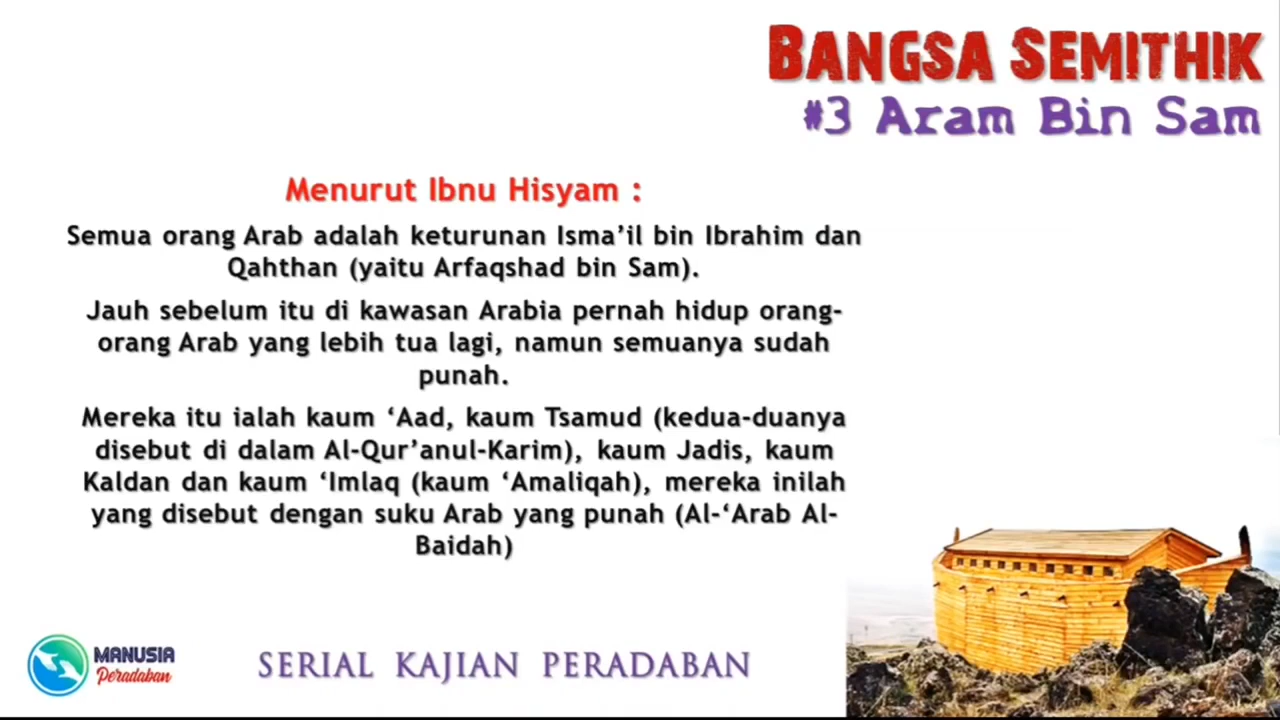 BANGSA SEMITHIK
#3 Aram Bin Sam
Menurut Ibnu Hisyam :
Semua orang Arab adalah keturunan Isma’il bin Ibrahim dan
Qahthan (yaitu Arfaqshad bin Sam).
Jauh sebelum itu di kawasan Arabia pernah hidup orang-
orang Arab yang lebih tua lagi, namun semuanya sudah
punah.
Mereka itu ialah kaum ‘Aad, kaum Tsamud (kedua-duanya
disebut di dalam Al-Qur’anul-Karim), kaum Jadis, kaum
Kaldan dan kaum ‘Imlaq (kaum ‘Amaliqah), mereka inilah
yang disebut dengan suku Arab yang punah (Al-‘Arab Al-
Baidah)
MANUSIA
Peradaban
SERIAL KAJIAN PERADABAN